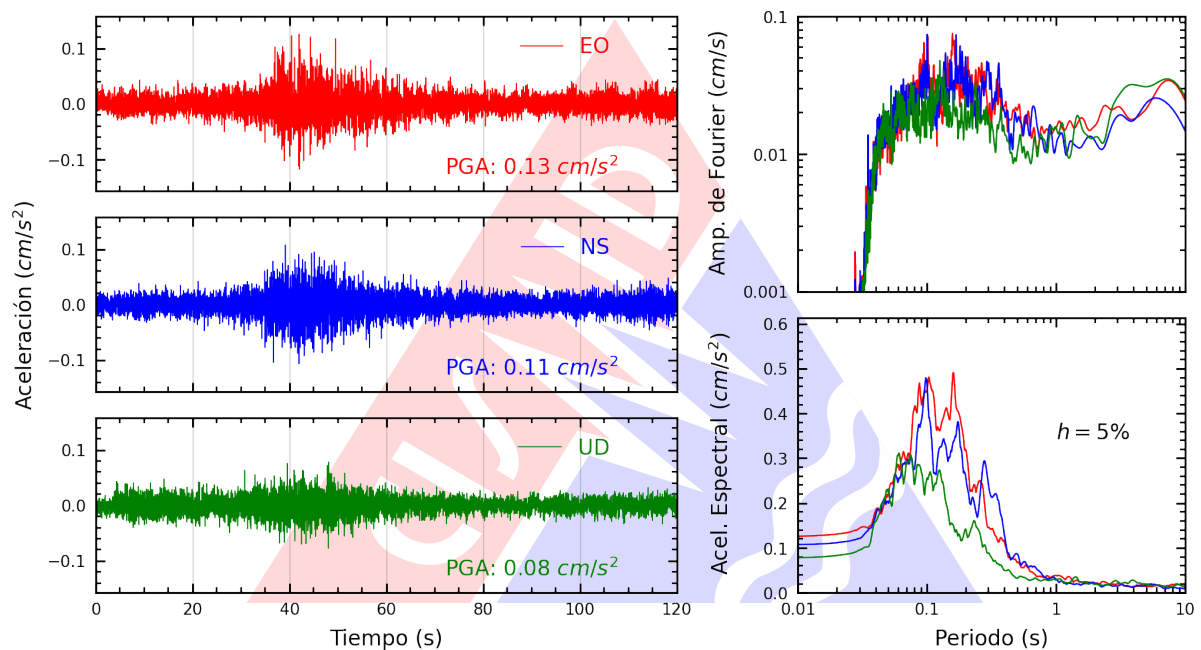 Aceleración (cm/s²)
0.1
0.0
−0.1
EO
PGA: 0.13 cm/s²
0.1
0.0
−0.1
NS
PGA: 0.11 cm/s²
0.1
0.0
−0.1
UD
PGA: 0.08 cm/s²
0 20 40 60 80 100 120
Tiempo (s)
Amp. de Fourier (cm/s)
0.1
0.01
0.001
Acel. Espectral (cm/s²)
0.6
0.5
0.4
0.3
0.2
0.1
0.0
h = 5%
0.01 0.1 1 10
Periodo (s)
CISMID